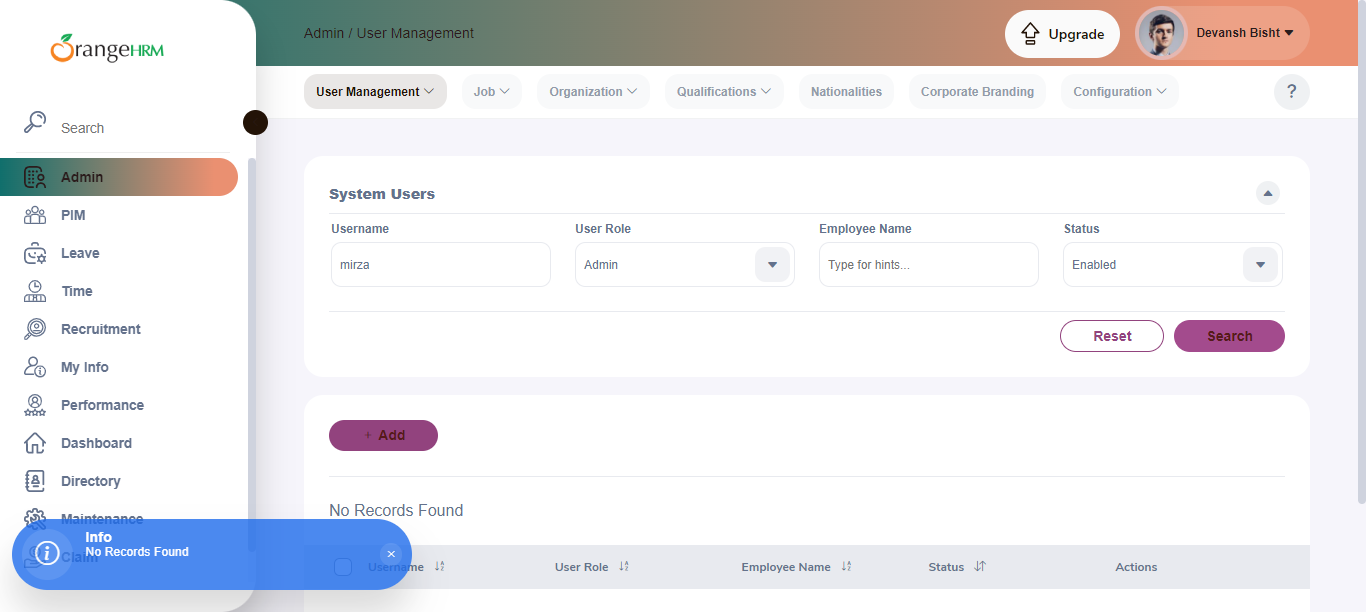 OrangeHRM
Admin / User Management
Upgrade
Devansh Bisht
User Management
Job
Organization
Qualifications
Nationalities
Corporate Branding
Configuration
?
Search
Admin
PIM
Leave
Time
Recruitment
My Info
Performance
Dashboard
Directory
Maintenance
Claim
System Users
Username
User Role
Employee Name
Status
mirza
Admin
Type for hints...
Enabled
Reset
Search
+ Add
No Records Found
Username
User Role
Employee Name
Status
Actions
Info
No Records Found
×